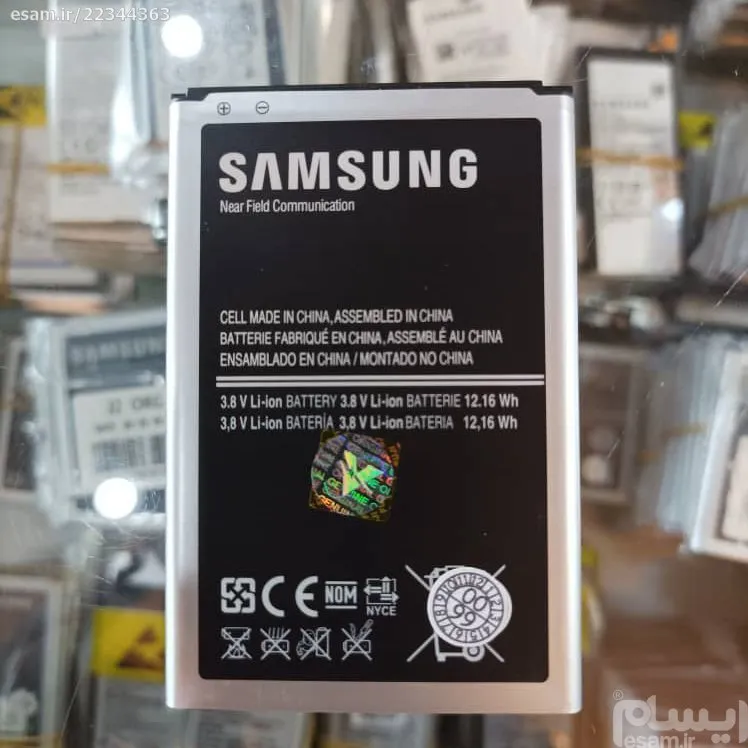 esam.ir/22344363
SAMSUNG
Near Field Communication
CELL MADE IN CHINA, ASSEMBLED IN CHINA
BATTERIE FABRIQUÉ EN CHINA, ASSEMBLÉ AU CHINA
ENSAMBLADO EN CHINA / MONTADO NO CHINA
3.8 V Li-ion BATTERY 3.8 V Li-ion BATTERIE 12.16 Wh
3,8 V Li-ion BATERÍA 3,8 V Li-ion BATERIA 12,16 Wh
GENUINE
CE NOM NYCE
SAMSUNG
SAMSUNG
ایسام®
esam.ir